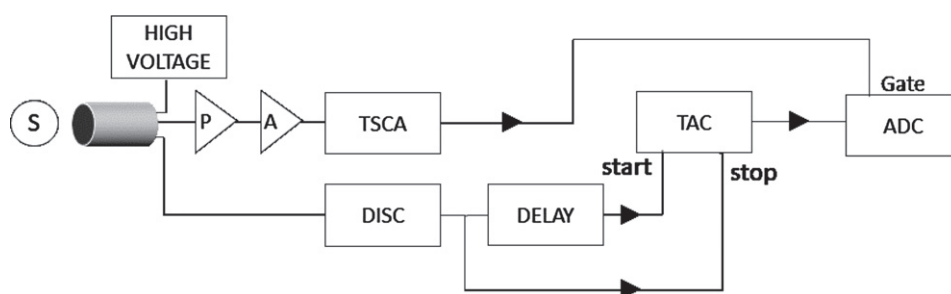 HIGH
VOLTAGE
S
P
A
TSCA
TAC
Gate
ADC
start
stop
DISC
DELAY